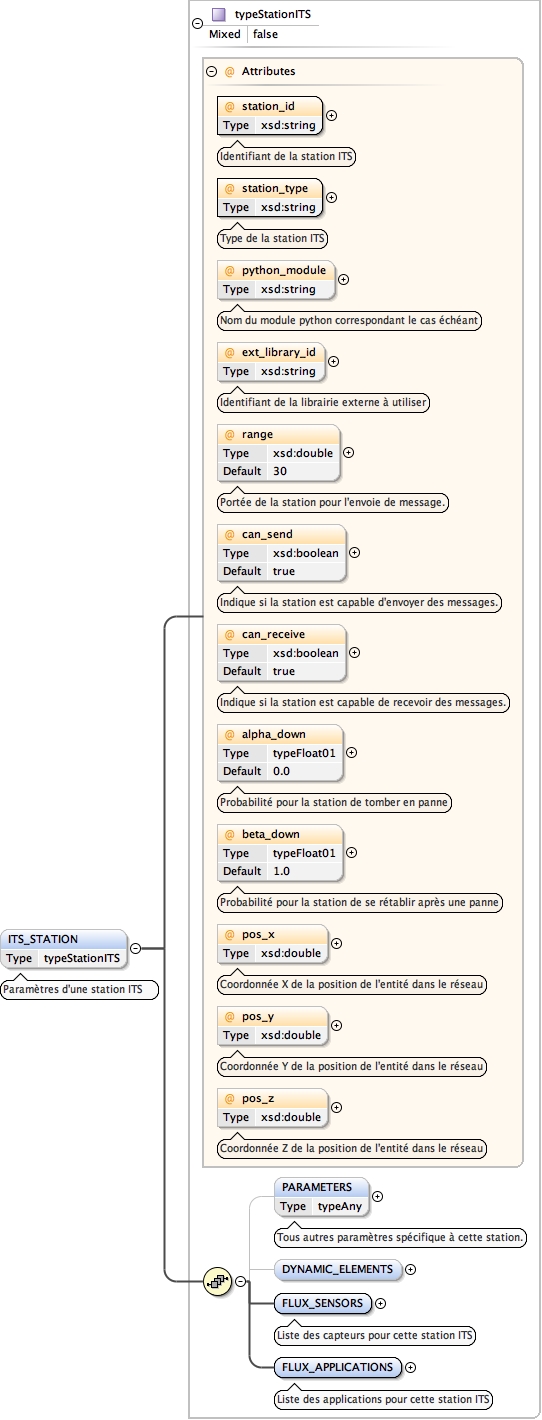 typeStationITS
Mixed false
@ Attributes
@ station_id
Type xsd:string
Identifiant de la station ITS
@ station_type
Type xsd:string
Type de la station ITS
@ python_module
Type xsd:string
Nom du module python correspondant le cas échéant
@ ext_library_id
Type xsd:string
Identifiant de la librairie externe à utiliser
@ range
Type xsd:double
Default 30
Portée de la station pour l'envoie de message.
@ can_send
Type xsd:boolean
Default true
Indique si la station est capable d'envoyer des messages.
@ can_receive
Type xsd:boolean
Default true
Indique si la station est capable de recevoir des messages.
@ alpha_down
Type typeFloat01
Default 0.0
Probabilité pour la station de tomber en panne
@ beta_down
Type typeFloat01
Default 1.0
Probabilité pour la station de se rétablir après une panne
ITS_STATION
Type typeStationITS
Paramètres d'une station ITS
@ pos_x
Type xsd:double
Coordonnée X de la position de l'entité dans le réseau
@ pos_y
Type xsd:double
Coordonnée Y de la position de l'entité dans le réseau
@ pos_z
Type xsd:double
Coordonnée Z de la position de l'entité dans le réseau
PARAMETERS
Type typeAny
Tous autres paramètres spécifique à cette station.
DYNAMIC_ELEMENTS
FLUX_SENSORS
Liste des capteurs pour cette station ITS
FLUX_APPLICATIONS
Liste des applications pour cette station ITS